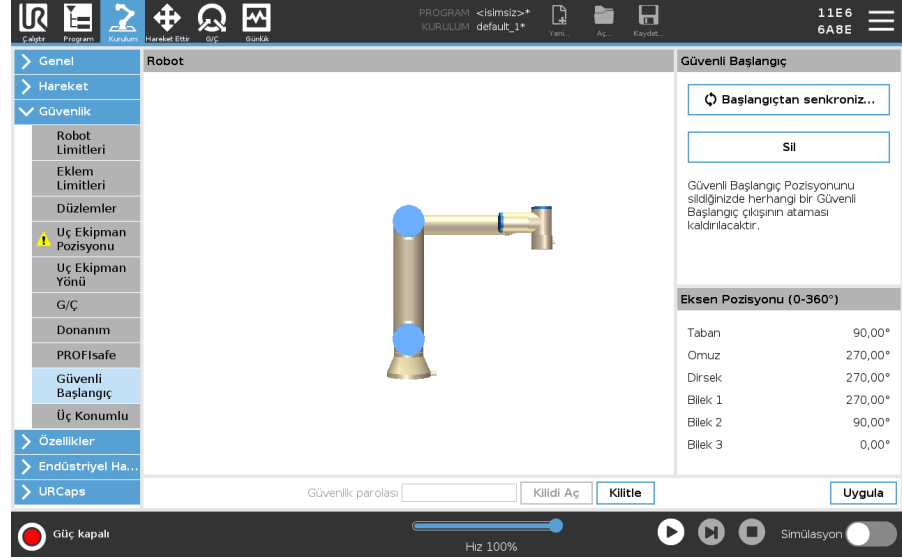 PROGRAM <isimsiz>*
KURULUM default_1*
11E6
6A8E
Çalıştır Program Kurulum Hareket Ettir G/Ç Günlük Yeni... Aç... Kaydet...
Genel
Hareket
Güvenlik
Robot
Limitleri
Eklem
Limitleri
Düzlemler
Uç Ekipman
Pozisyonu
Uç Ekipman
Yönü
G/Ç
Donanım
PROFIsafe
Güvenli
Başlangıç
Üç Konumlu
Özellikler
Endüstriyel Ha...
URCaps
Robot
Güvenli Başlangıç
Başlangıçtan senkroniz...
Sil
Güvenli Başlangıç Pozisyonunu
sildiğinizde herhangi bir Güvenli
Başlangıç çıkışının ataması
kaldırılacaktır.
Eksen Pozisyonu (0-360°)
Taban 90,00°
Omuz 270,00°
Dirsek 270,00°
Bilek 1 270,00°
Bilek 2 90,00°
Bilek 3 0,00°
Güvenlik parolası Kilidi Aç Kilitle Uygula
Güç kapalı
Hız 100%
Simülasyon